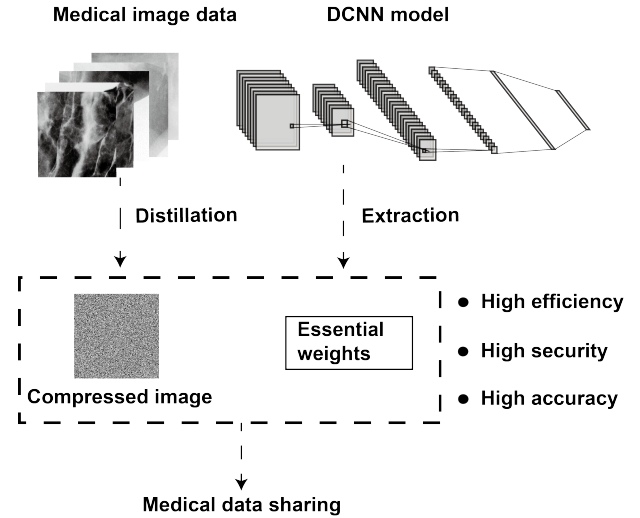 Medical image data
DCNN model
Distillation
Extraction
Essential
weights
Compressed image
● High efficiency
● High security
● High accuracy
Medical data sharing